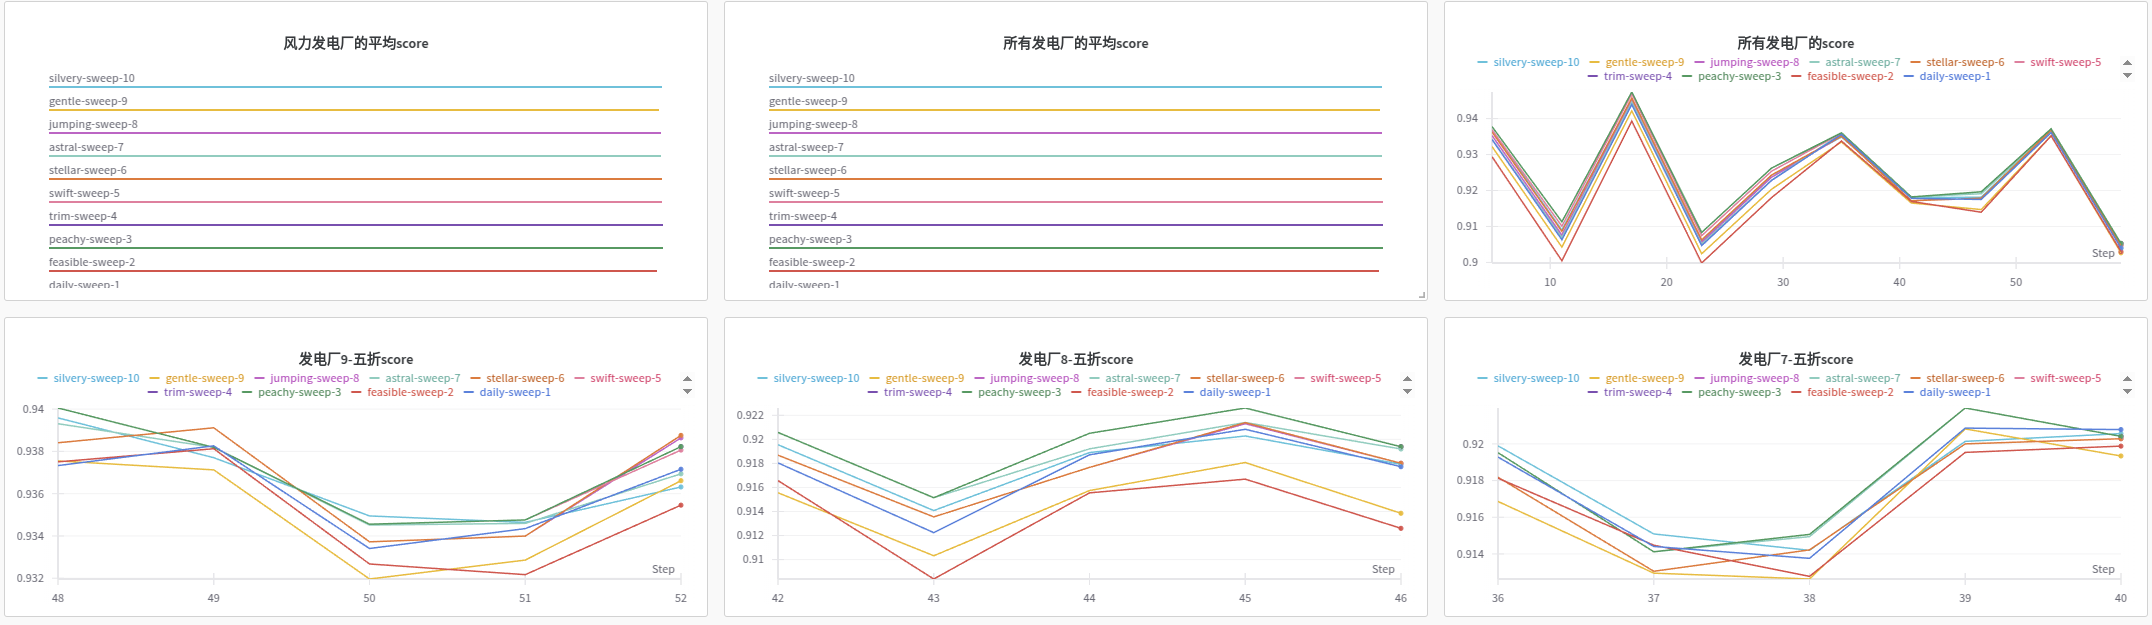 风力发电厂的平均score
silvery-sweep-10
gentle-sweep-9
jumping-sweep-8
astral-sweep-7
stellar-sweep-6
swift-sweep-5
trim-sweep-4
peachy-sweep-3
feasible-sweep-2
daily-sweep-1
所有发电厂的平均score
silvery-sweep-10
gentle-sweep-9
jumping-sweep-8
astral-sweep-7
stellar-sweep-6
swift-sweep-5
trim-sweep-4
peachy-sweep-3
feasible-sweep-2
daily-sweep-1
所有发电厂的score
silvery-sweep-10 gentle-sweep-9 jumping-sweep-8 astral-sweep-7 stellar-sweep-6 swift-sweep-5
trim-sweep-4 peachy-sweep-3 feasible-sweep-2 daily-sweep-1
0.94
0.93
0.92
0.91
0.9
Step
10 20 30 40 50
发电厂9-五折score
silvery-sweep-10 gentle-sweep-9 jumping-sweep-8 astral-sweep-7 stellar-sweep-6 swift-sweep-5
trim-sweep-4 peachy-sweep-3 feasible-sweep-2 daily-sweep-1
0.94
0.938
0.936
0.934
0.932
Step
48 49 50 51 52
发电厂8-五折score
silvery-sweep-10 gentle-sweep-9 jumping-sweep-8 astral-sweep-7 stellar-sweep-6 swift-sweep-5
trim-sweep-4 peachy-sweep-3 feasible-sweep-2 daily-sweep-1
0.922
0.92
0.918
0.916
0.914
0.912
0.91
Step
42 43 44 45 46
发电厂7-五折score
silvery-sweep-10 gentle-sweep-9 jumping-sweep-8 astral-sweep-7 stellar-sweep-6 swift-sweep-5
trim-sweep-4 peachy-sweep-3 feasible-sweep-2 daily-sweep-1
0.92
0.918
0.916
0.914
Step
36 37 38 39 40